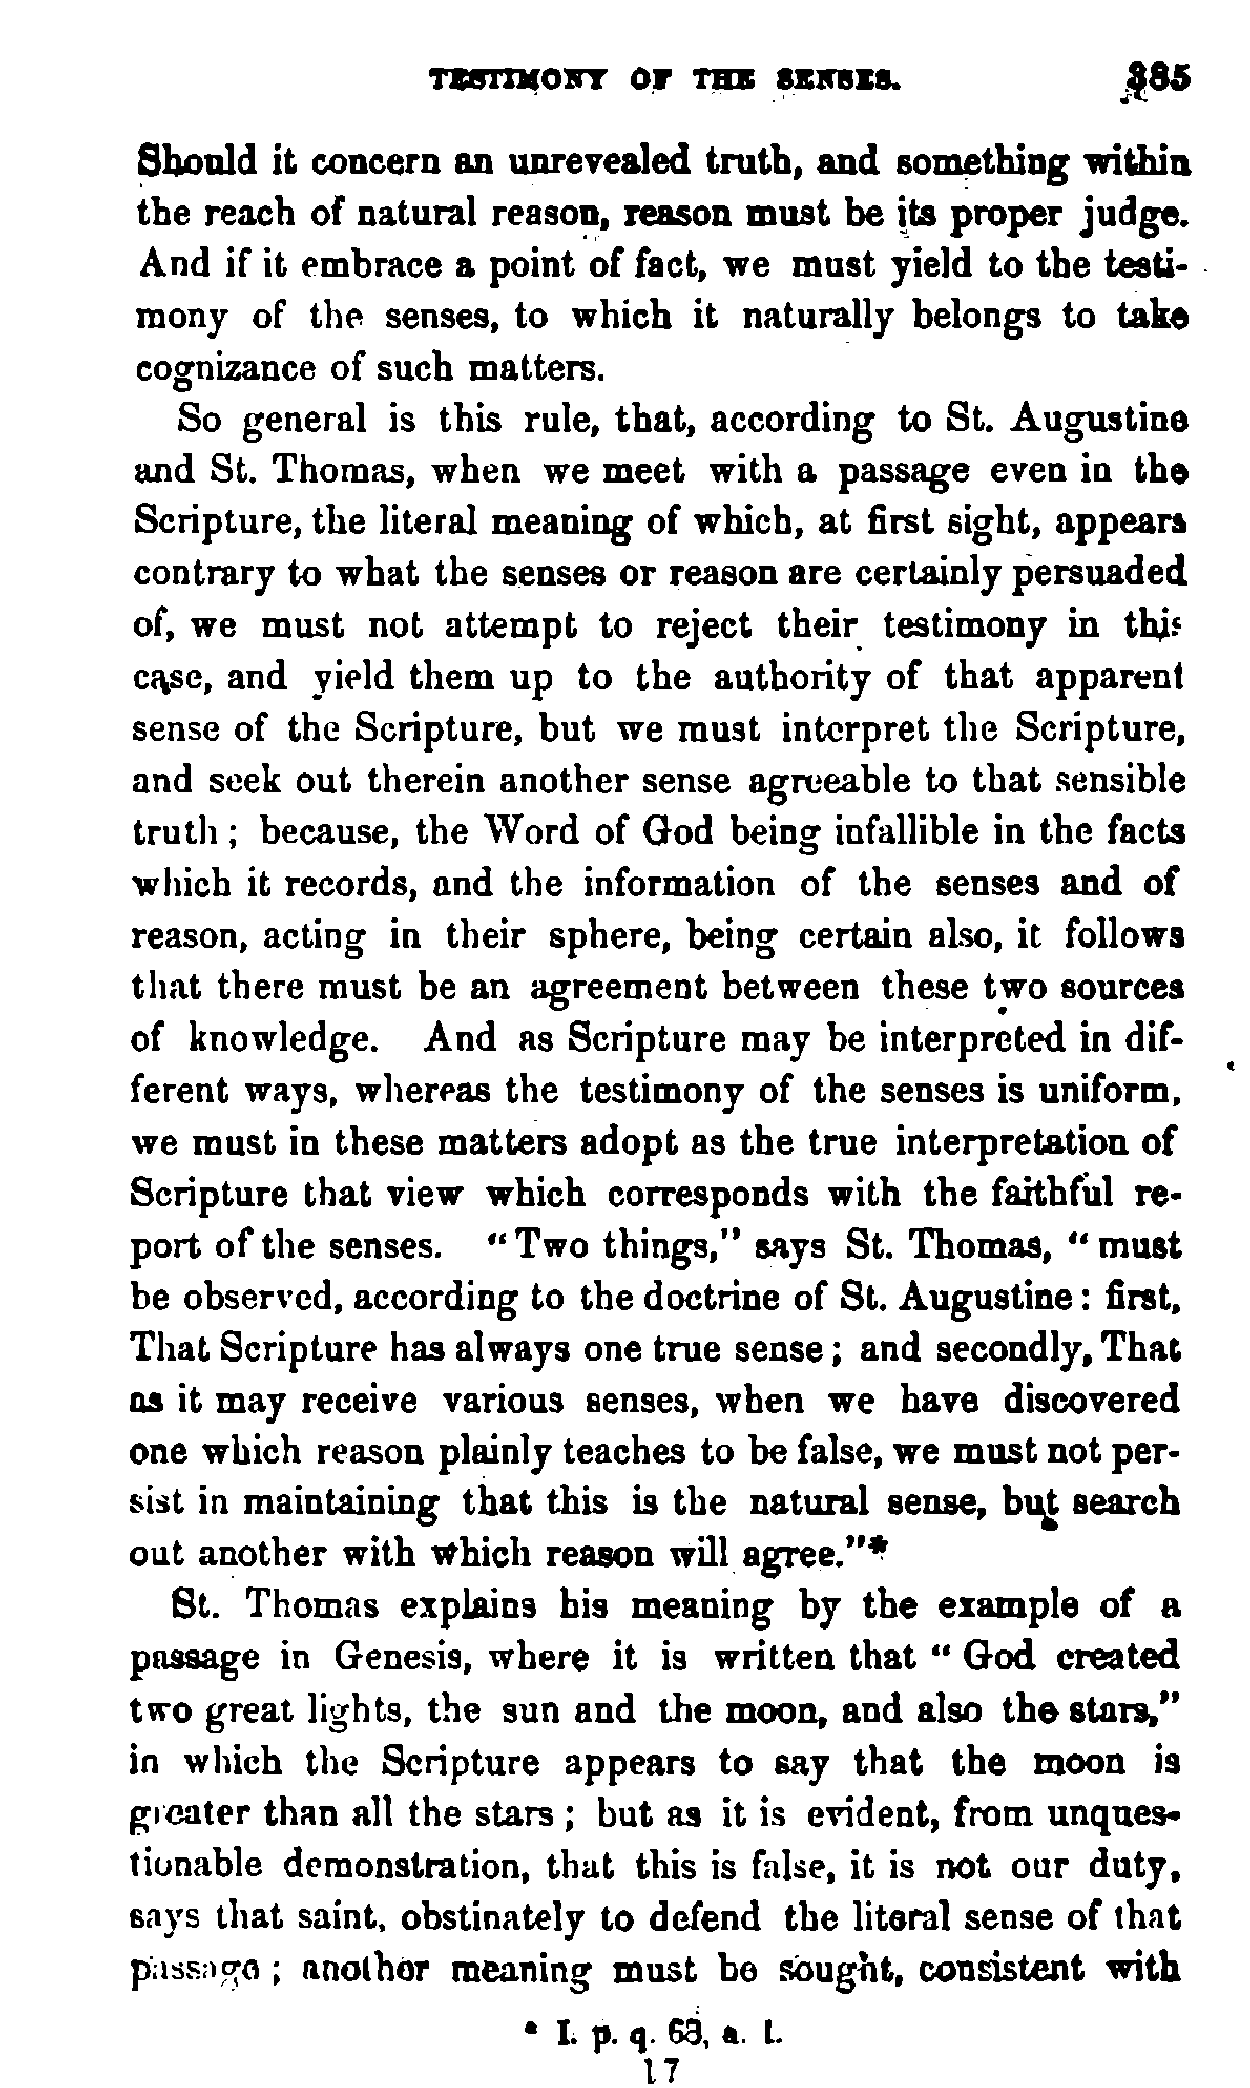 TESTIMONY OF THE SENSES. 385
Should it concern an unrevealed truth, and something within
the reach of natural reason, reason must be its proper judge.
And if it embrace a point of fact, we must yield to the testi-
mony of the senses, to which it naturally belongs to take
cognizance of such matters.
So general is this rule, that, according to St. Augustine
and St. Thomas, when we meet with a passage even in the
Scripture, the literal meaning of which, at first sight, appears
contrary to what the senses or reason are certainly persuaded
of, we must not attempt to reject their testimony in this
case, and yield them up to the authority of that apparent
sense of the Scripture, but we must interpret the Scripture,
and seek out therein another sense agreeable to that sensible
truth ; because, the Word of God being infallible in the facts
which it records, and the information of the senses and of
reason, acting in their sphere, being certain also, it follows
that there must be an agreement between these two sources
of knowledge. And as Scripture may be interpreted in dif-
ferent ways, whereas the testimony of the senses is uniform,
we must in these matters adopt as the true interpretation of
Scripture that view which corresponds with the faithful re-
port of the senses. "Two things," says St. Thomas, "must
be observed, according to the doctrine of St. Augustine: first,
That Scripture has always one true sense ; and secondly, That
as it may receive various senses, when we have discovered
one which reason plainly teaches to be false, we must not per-
sist in maintaining that this is the natural sense, but search
out another with which reason will agree."*
St. Thomas explains his meaning by the example of a
passage in Genesis, where it is written that "God created
two great lights, the sun and the moon, and also the stars,"
in which the Scripture appears to say that the moon is
greater than all the stars ; but as it is evident, from unques-
tionable demonstration, that this is false, it is not our duty,
says that saint, obstinately to defend the literal sense of that
passage ; another meaning must be sought, consistent with
* I. p. q. 68, a. l.
17